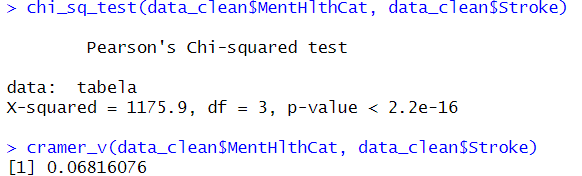 > chi_sq_test(data_clean$MentHlthCat, data_clean$Stroke)
Pearson's Chi-squared test
data:  tabela
X-squared = 1175.9, df = 3, p-value < 2.2e-16
> cramer_v(data_clean$MentHlthCat, data_clean$Stroke)
[1] 0.06816076